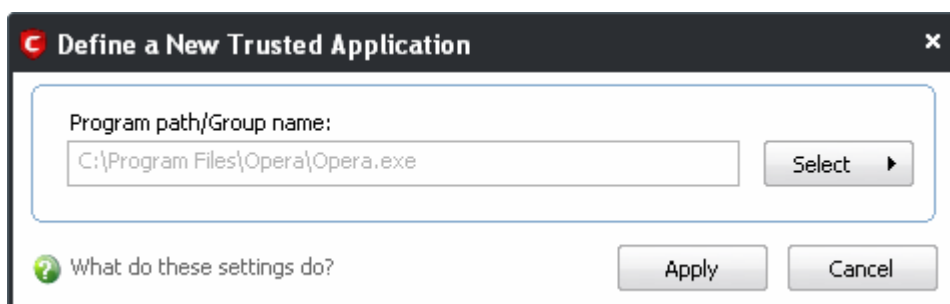 Define a New Trusted Application
Program path/Group name:
C:\Program Files\Opera\Opera.exe
Select
What do these settings do?
Apply
Cancel